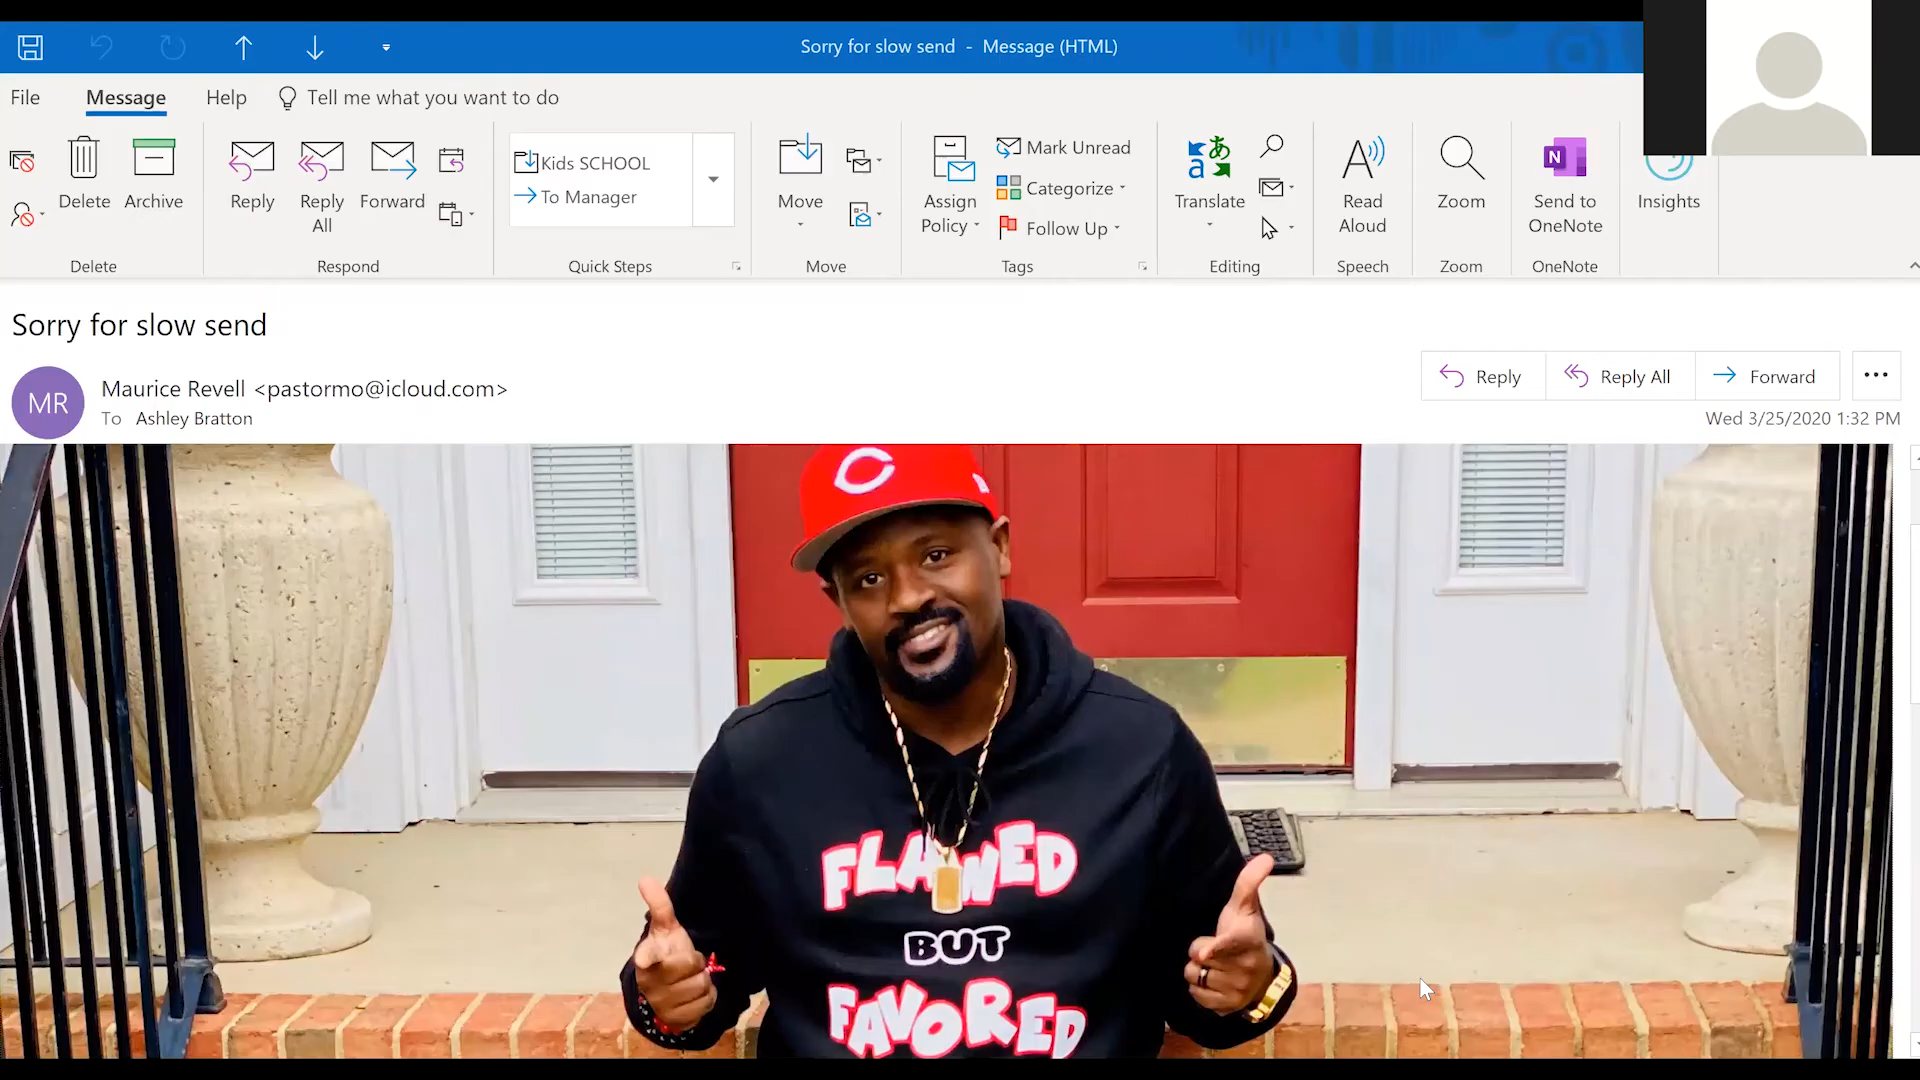 Sorry for slow send - Message (HTML)
File Message Help Tell me what you want to do
Delete
Archive
Reply
Reply All
Forward
Kids SCHOOL
To Manager
Move
Assign Policy
Mark Unread
Categorize
Follow Up
Translate
Read Aloud
Zoom
N
Send to OneNote
Insights
Delete
Respond
Quick Steps
Move
Tags
Editing
Speech
Zoom
OneNote
Sorry for slow send
MR
Maurice Revell <pastormo@icloud.com>
To Ashley Bratton
Reply
Reply All
Forward
Wed 3/25/2020 1:32 PM
C
FLAWED
BUT
FAVORED